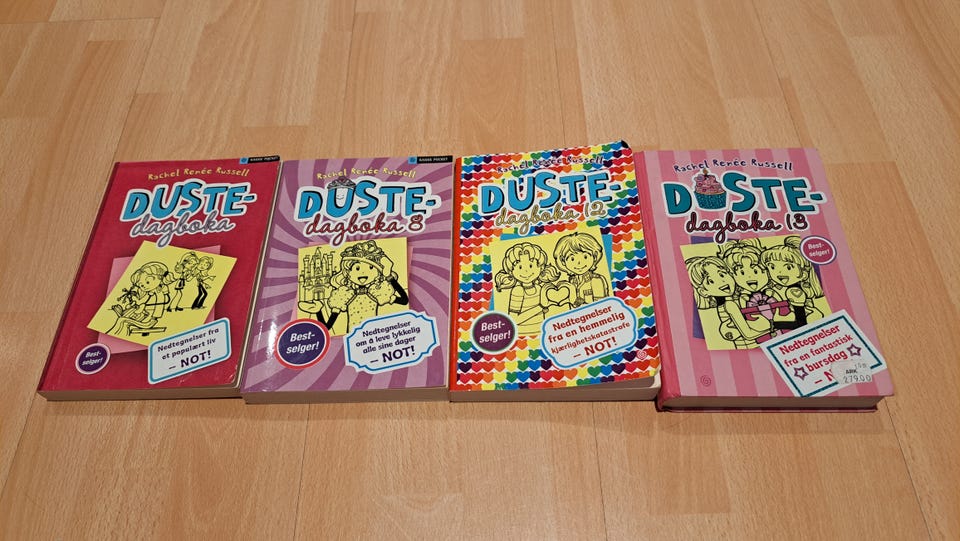 Rachel Renée Russell
DUSTE-
dagboka
Best-
selger!
Nedtegnelser fra
et populært liv
– NOT!
Rachel Renée Russell
DUSTE-
dagboka 8
Best-
selger!
Nedtegnelser
om å leve lykkelig
alle sine dager
– NOT!
Rachel Renée Russell
DUSTE-
dagboka 12
Best-
selger!
Nedtegnelser
fra en hemmelig
kjærlighetskatastrofe
– NOT!
Rachel Renée Russell
DUSTE-
dagboka 13
Best-
selger!
Nedtegnelser
fra en fantastisk
bursdag
ARK
279.00